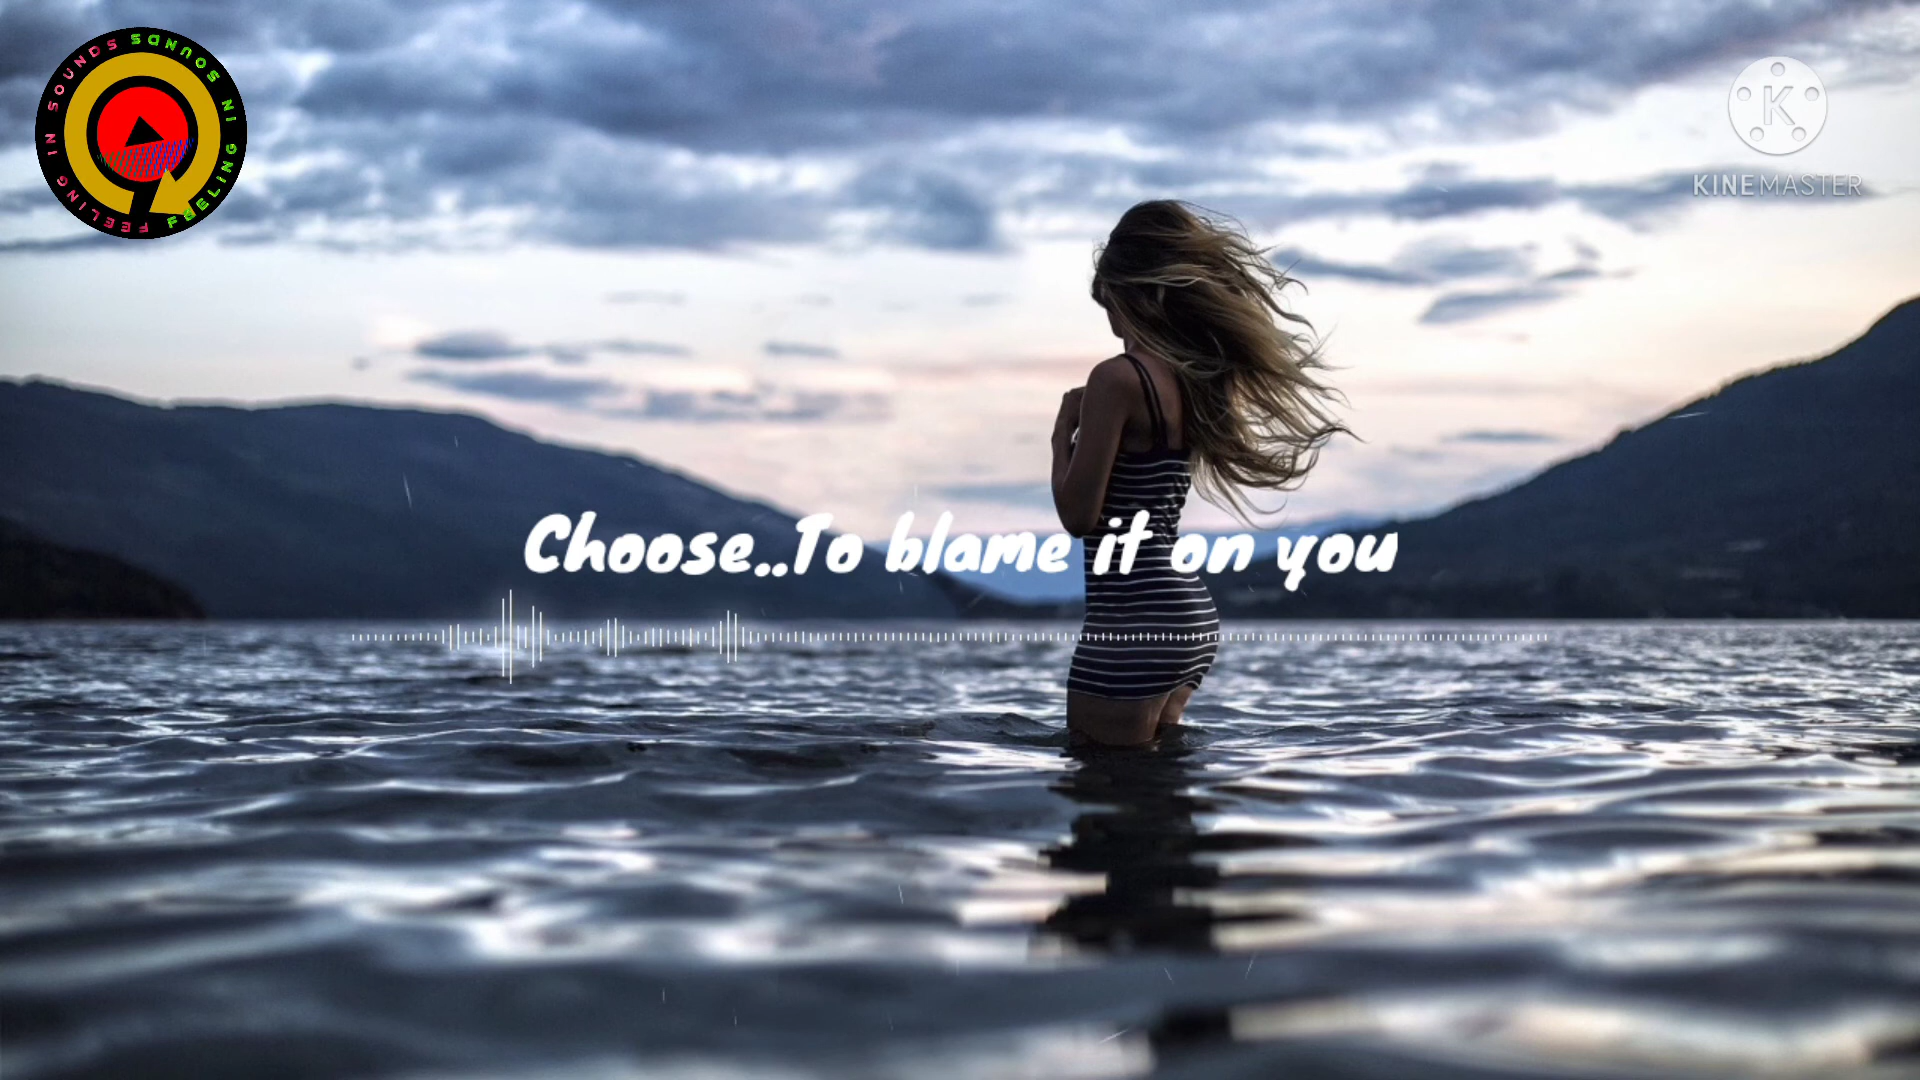 FEELING IN SOUNDS
FEELING IN SOUNDS
K
KINEMASTER
Choose..To blame it on you